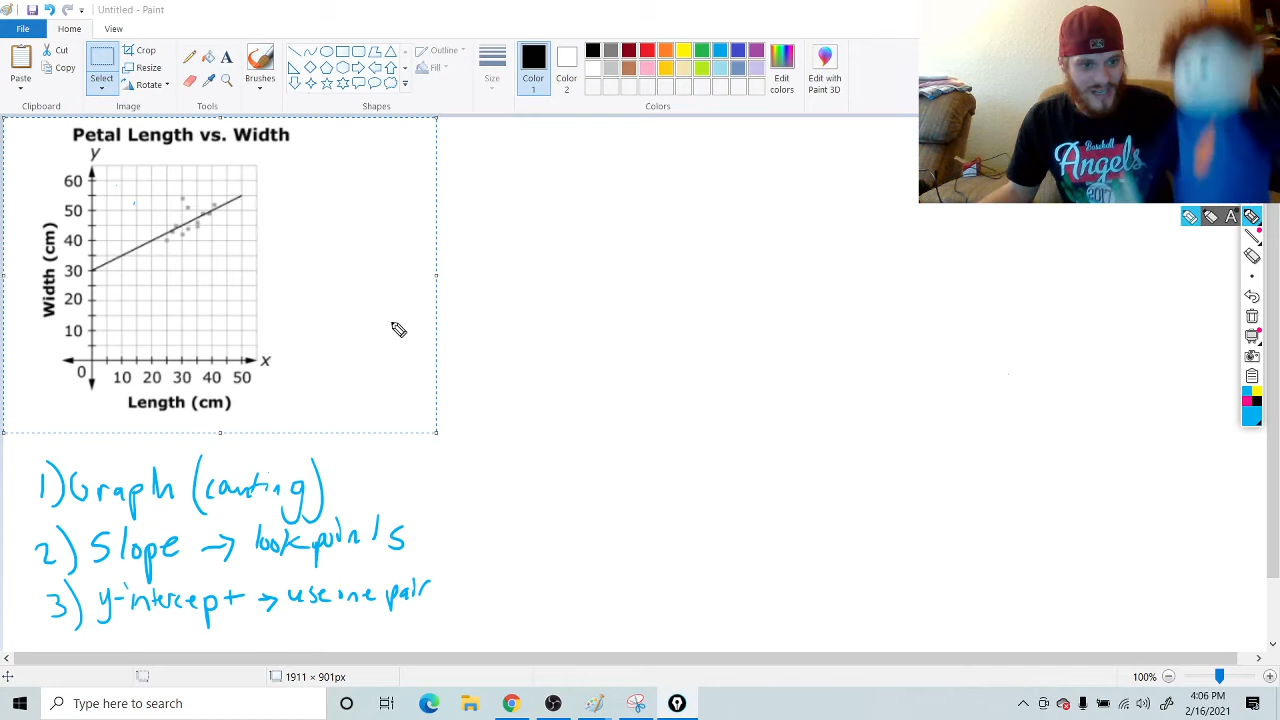 Untitled - Paint
File
Home
View
Paste
Cut
Copy
Clipboard
Select
Crop
Resize
Rotate
Image
Tools
Brushes
Shapes
Outline
Fill
Size
Color 1
Color 2
Colors
Edit colors
Edit with Paint 3D
Baseball
Angels
2017
Petal Length vs. Width
y
60
50
40
30
20
10
0
Width (cm)
10 20 30 40 50
x
Length (cm)
1) Graph (counting)
2) Slope → look points
3) y-intercept → use one pair
1911 × 901px
100%
Type here to search
4:06 PM
2/16/2021